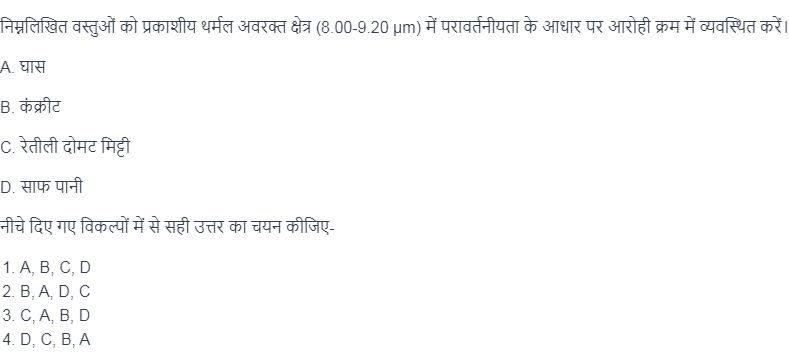 निम्नलिखित वस्तुओं को प्रकाशीय थर्मल अवरक्त क्षेत्र (8.00-9.20 µm) में परावर्तनीयता के आधार पर आरोही क्रम में व्यवस्थित करें।
A. घास
B. कंक्रीट
C. रेतीली दोमट मिट्टी
D. साफ पानी
नीचे दिए गए विकल्पों में से सही उत्तर का चयन कीजिए-
1. A, B, C, D
2. B, A, D, C
3. C, A, B, D
4. D, C, B, A